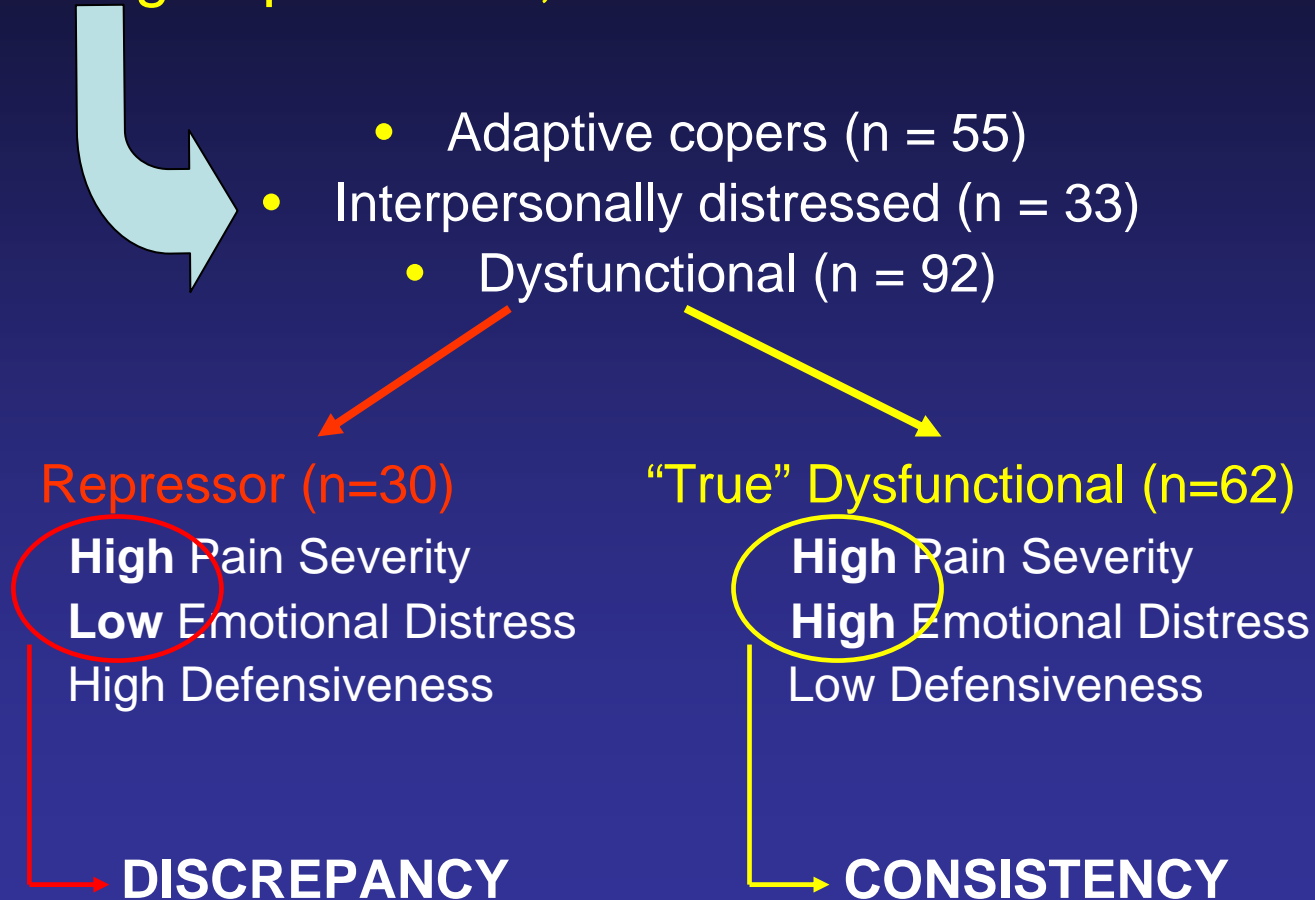 • Adaptive copers (n = 55)
• Interpersonally distressed (n = 33)
• Dysfunctional (n = 92)
Repressor (n=30)
High Pain Severity
Low Emotional Distress
High Defensiveness
DISCREPANCY
“True” Dysfunctional (n=62)
High Pain Severity
High Emotional Distress
Low Defensiveness
CONSISTENCY